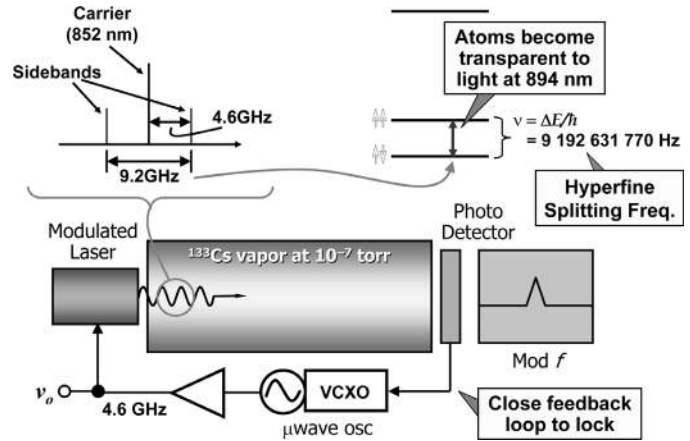 Carrier
(852 nm)
Sidebands
4.6GHz
9.2GHz
Atoms become
transparent to
light at 894 nm
ν = ΔE/h
= 9 192 631 770 Hz
Hyperfine
Splitting Freq.
Modulated
Laser
¹³³Cs vapor at 10⁻⁷ torr
Photo
Detector
Mod f
vₒ
4.6 GHz
VCXO
μwave osc
Close feedback
loop to lock